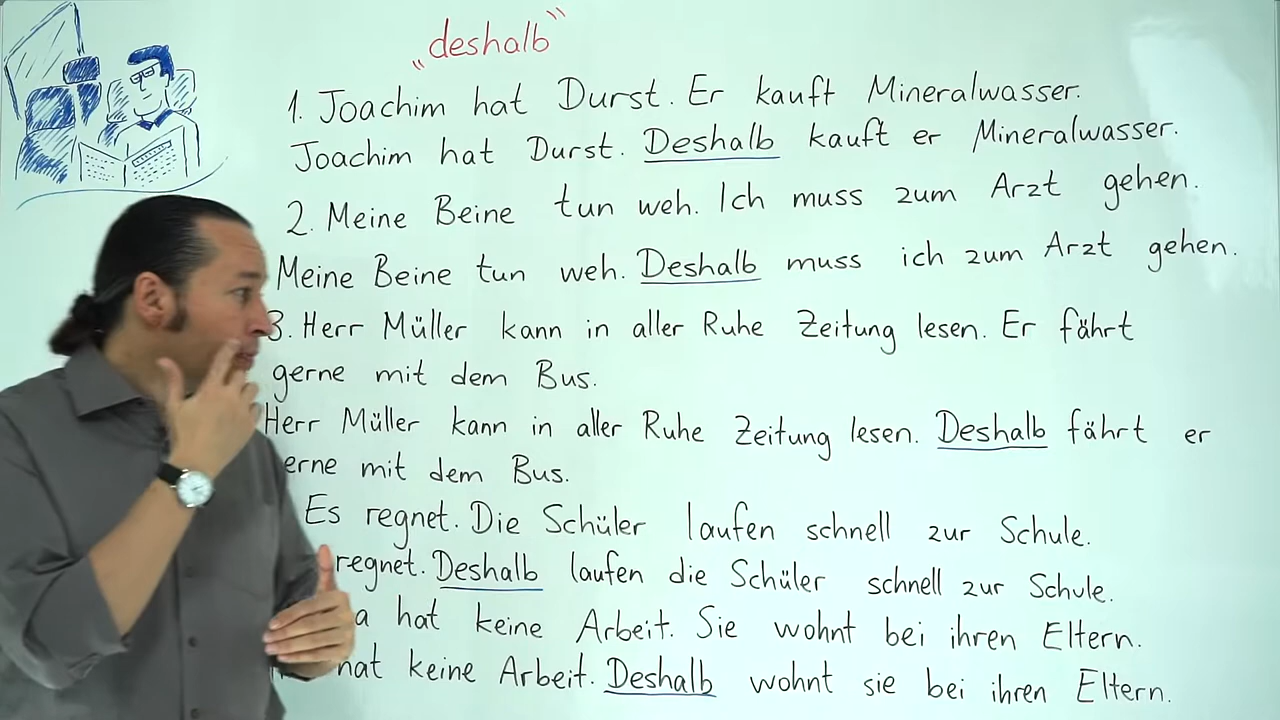 „deshalb"
1. Joachim hat Durst. Er kauft Mineralwasser.
Joachim hat Durst. Deshalb kauft er Mineralwasser.
2. Meine Beine tun weh. Ich muss zum Arzt gehen.
Meine Beine tun weh. Deshalb muss ich zum Arzt gehen.
3. Herr Müller kann in aller Ruhe Zeitung lesen. Er fährt
gerne mit dem Bus.
Herr Müller kann in aller Ruhe Zeitung lesen. Deshalb fährt er
erne mit dem Bus.
Es regnet. Die Schüler laufen schnell zur Schule.
regnet. Deshalb laufen die Schüler schnell zur Schule.
a hat keine Arbeit. Sie wohnt bei ihren Eltern.
hat keine Arbeit. Deshalb wohnt sie bei ihren Eltern.